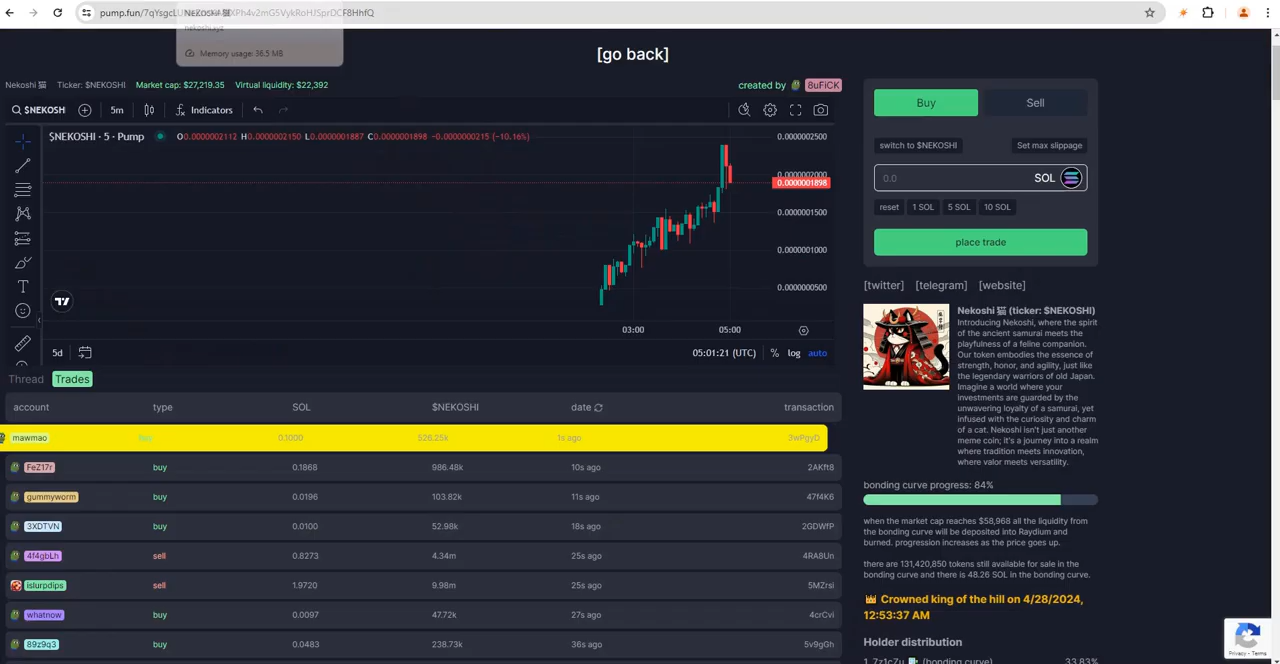 Nekoshi 猫
nekoshi.xyz
Memory usage: 36.5 MB
[go back]
Nekoshi 猫 Ticker: $NEKOSHI Market cap: $27,219.35 Virtual liquidity: $22,392
created by 8uFiCK
$NEKOSHI 5m Indicators
$NEKOSHI · 5 · Pump O0.0000002112 H0.0000002150 L0.0000001887 C0.0000001898 -0.0000000215 (-10.16%)
0.0000002500
0.0000002000
0.0000001898
0.0000001500
0.0000001000
0.0000000500
03:00 05:00
5d 05:01:21 (UTC) % log auto
Thread Trades
account type SOL $NEKOSHI date transaction
mawmao buy 0.1000 526.25k 1s ago 3wPgyD
FeZ17r buy 0.1868 986.48k 10s ago 2AKft8
gummyworm buy 0.0196 103.82k 11s ago 47f4K6
3XDTVN buy 0.0100 52.98k 18s ago 2GDWfP
4f4gbLh sell 0.8273 4.34m 25s ago 4RA8Un
islurpdips sell 1.9720 9.98m 25s ago 5MZrsi
whatnow buy 0.0097 47.72k 27s ago 4crCvi
89z9q3 buy 0.0483 238.73k 36s ago 5v9gGh
Buy Sell
switch to $NEKOSHI Set max slippage
0.0 SOL
reset 1 SOL 5 SOL 10 SOL
place trade
[twitter] [telegram] [website]
Nekoshi 猫 (ticker: $NEKOSHI)
Introducing Nekoshi, where the spirit
of the ancient samurai meets the
playfulness of a feline companion.
Our token embodies the essence of
strength, honor, and agility, just like
the legendary warriors of old Japan.
Imagine a world where your
investments are guarded by the
unwavering loyalty of a samurai, yet
infused with the curiosity and charm
of a cat. Nekoshi isn't just another
meme coin; it's a journey into a realm
where tradition meets innovation,
where valor meets versatility.
bonding curve progress: 84%
when the market cap reaches $58,968 all the liquidity from
the bonding curve will be deposited into Raydium and
burned. progression increases as the price goes up.
there are 131,420,850 tokens still available for sale in the
bonding curve and there is 48.26 SOL in the bonding curve.
Crowned king of the hill on 4/28/2024,
12:53:37 AM
Holder distribution
(bonding curve) 33.83%
Privacy - Terms